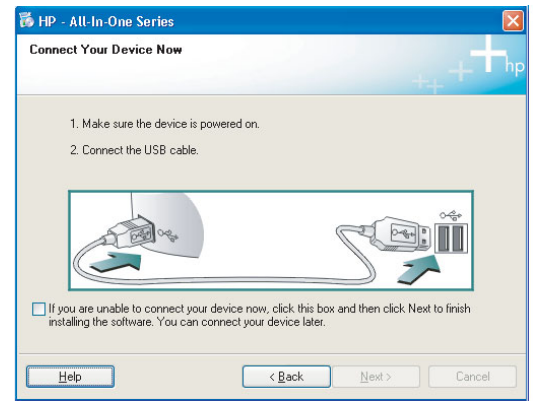 HP - All-In-One Series
Connect Your Device Now
hp
1. Make sure the device is powered on.
2. Connect the USB cable.
If you are unable to connect your device now, click this box and then click Next to finish
installing the software. You can connect your device later.
Help
< Back
Next >
Cancel